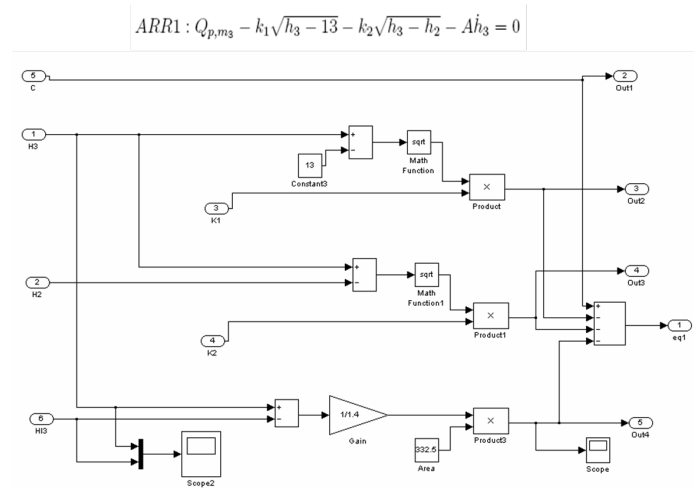 ARR1 : Q_{p,m_3} − k_1√(h_3 − 13) − k_2√(h_3 − h_2) − Aḣ_3 = 0
5
C
2
Out1
1
H3
+
−
sqrt
Math
Function
13
Constant3
×
Product
3
Out2
3
K1
+
−
sqrt
Math
Function1
4
Out3
2
H2
×
Product1
+
−
−
−
1
eq1
4
K2
6
HI3
+
−
1/1.4
Gain
×
Product3
5
Out4
332.5
Area
Scope2
Scope